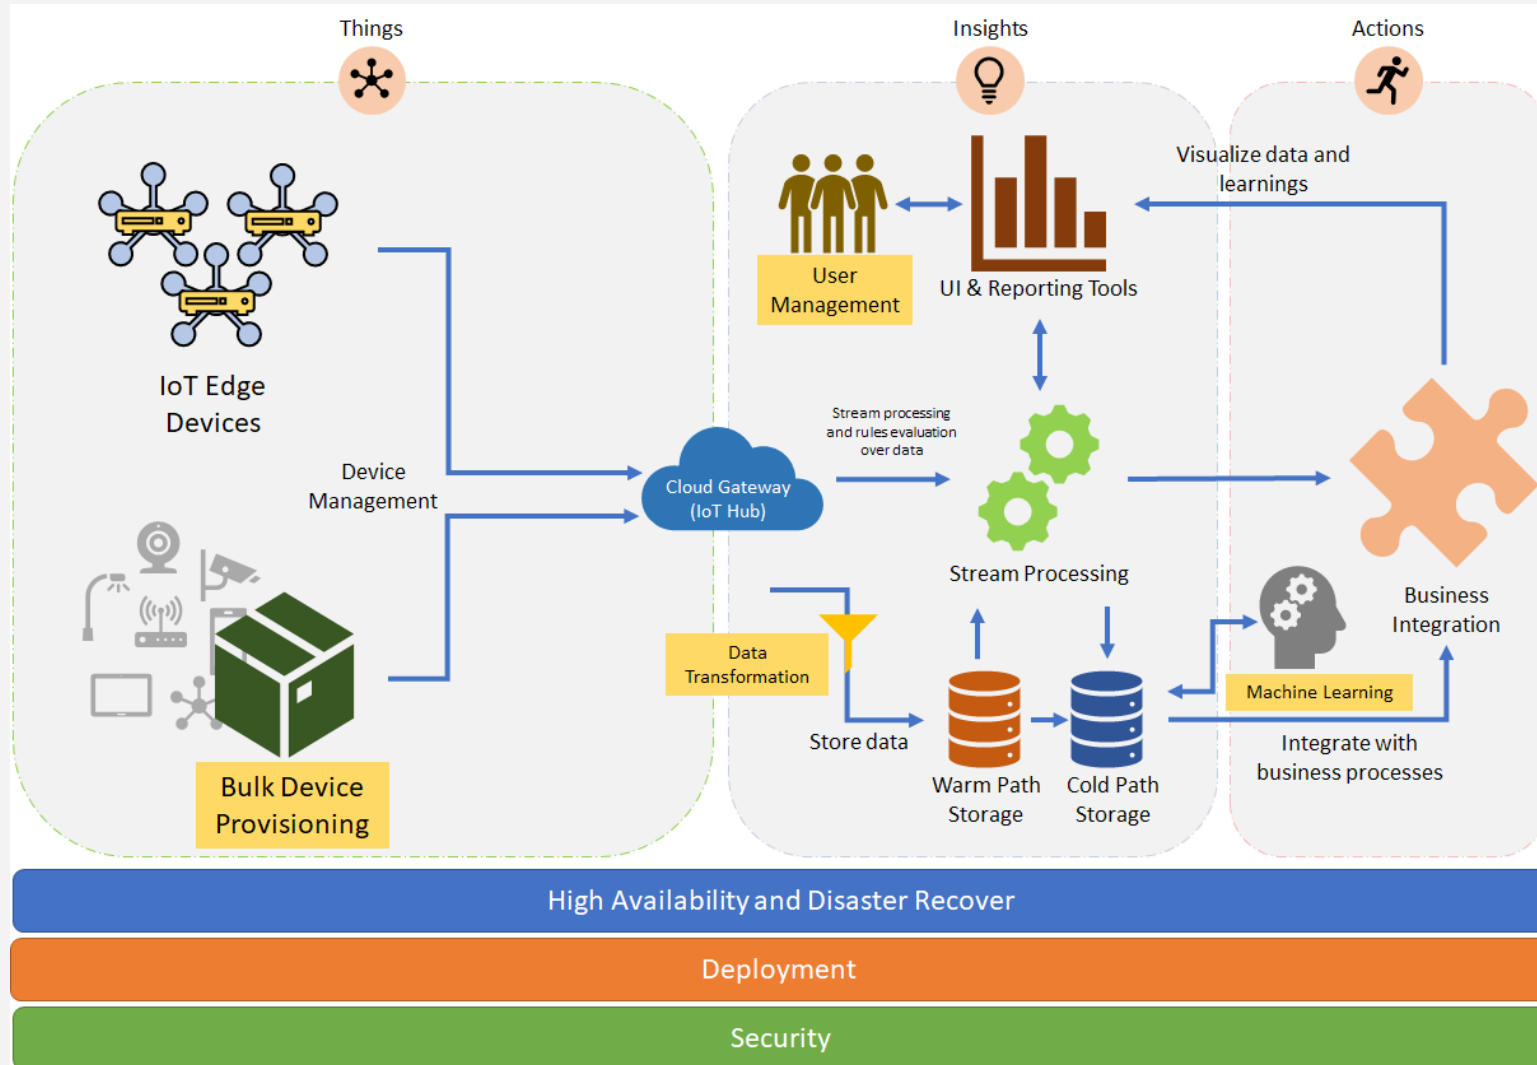 Things
Insights
Actions
Visualize data and
learnings
User
Management
UI & Reporting Tools
IoT Edge
Devices
Device
Management
Cloud Gateway
(IoT Hub)
Stream processing
and rules evaluation
over data
Stream Processing
Business
Integration
Data
Transformation
Machine Learning
Store data
Integrate with
business processes
Warm Path
Storage
Cold Path
Storage
Bulk Device
Provisioning
High Availability and Disaster Recover
Deployment
Security